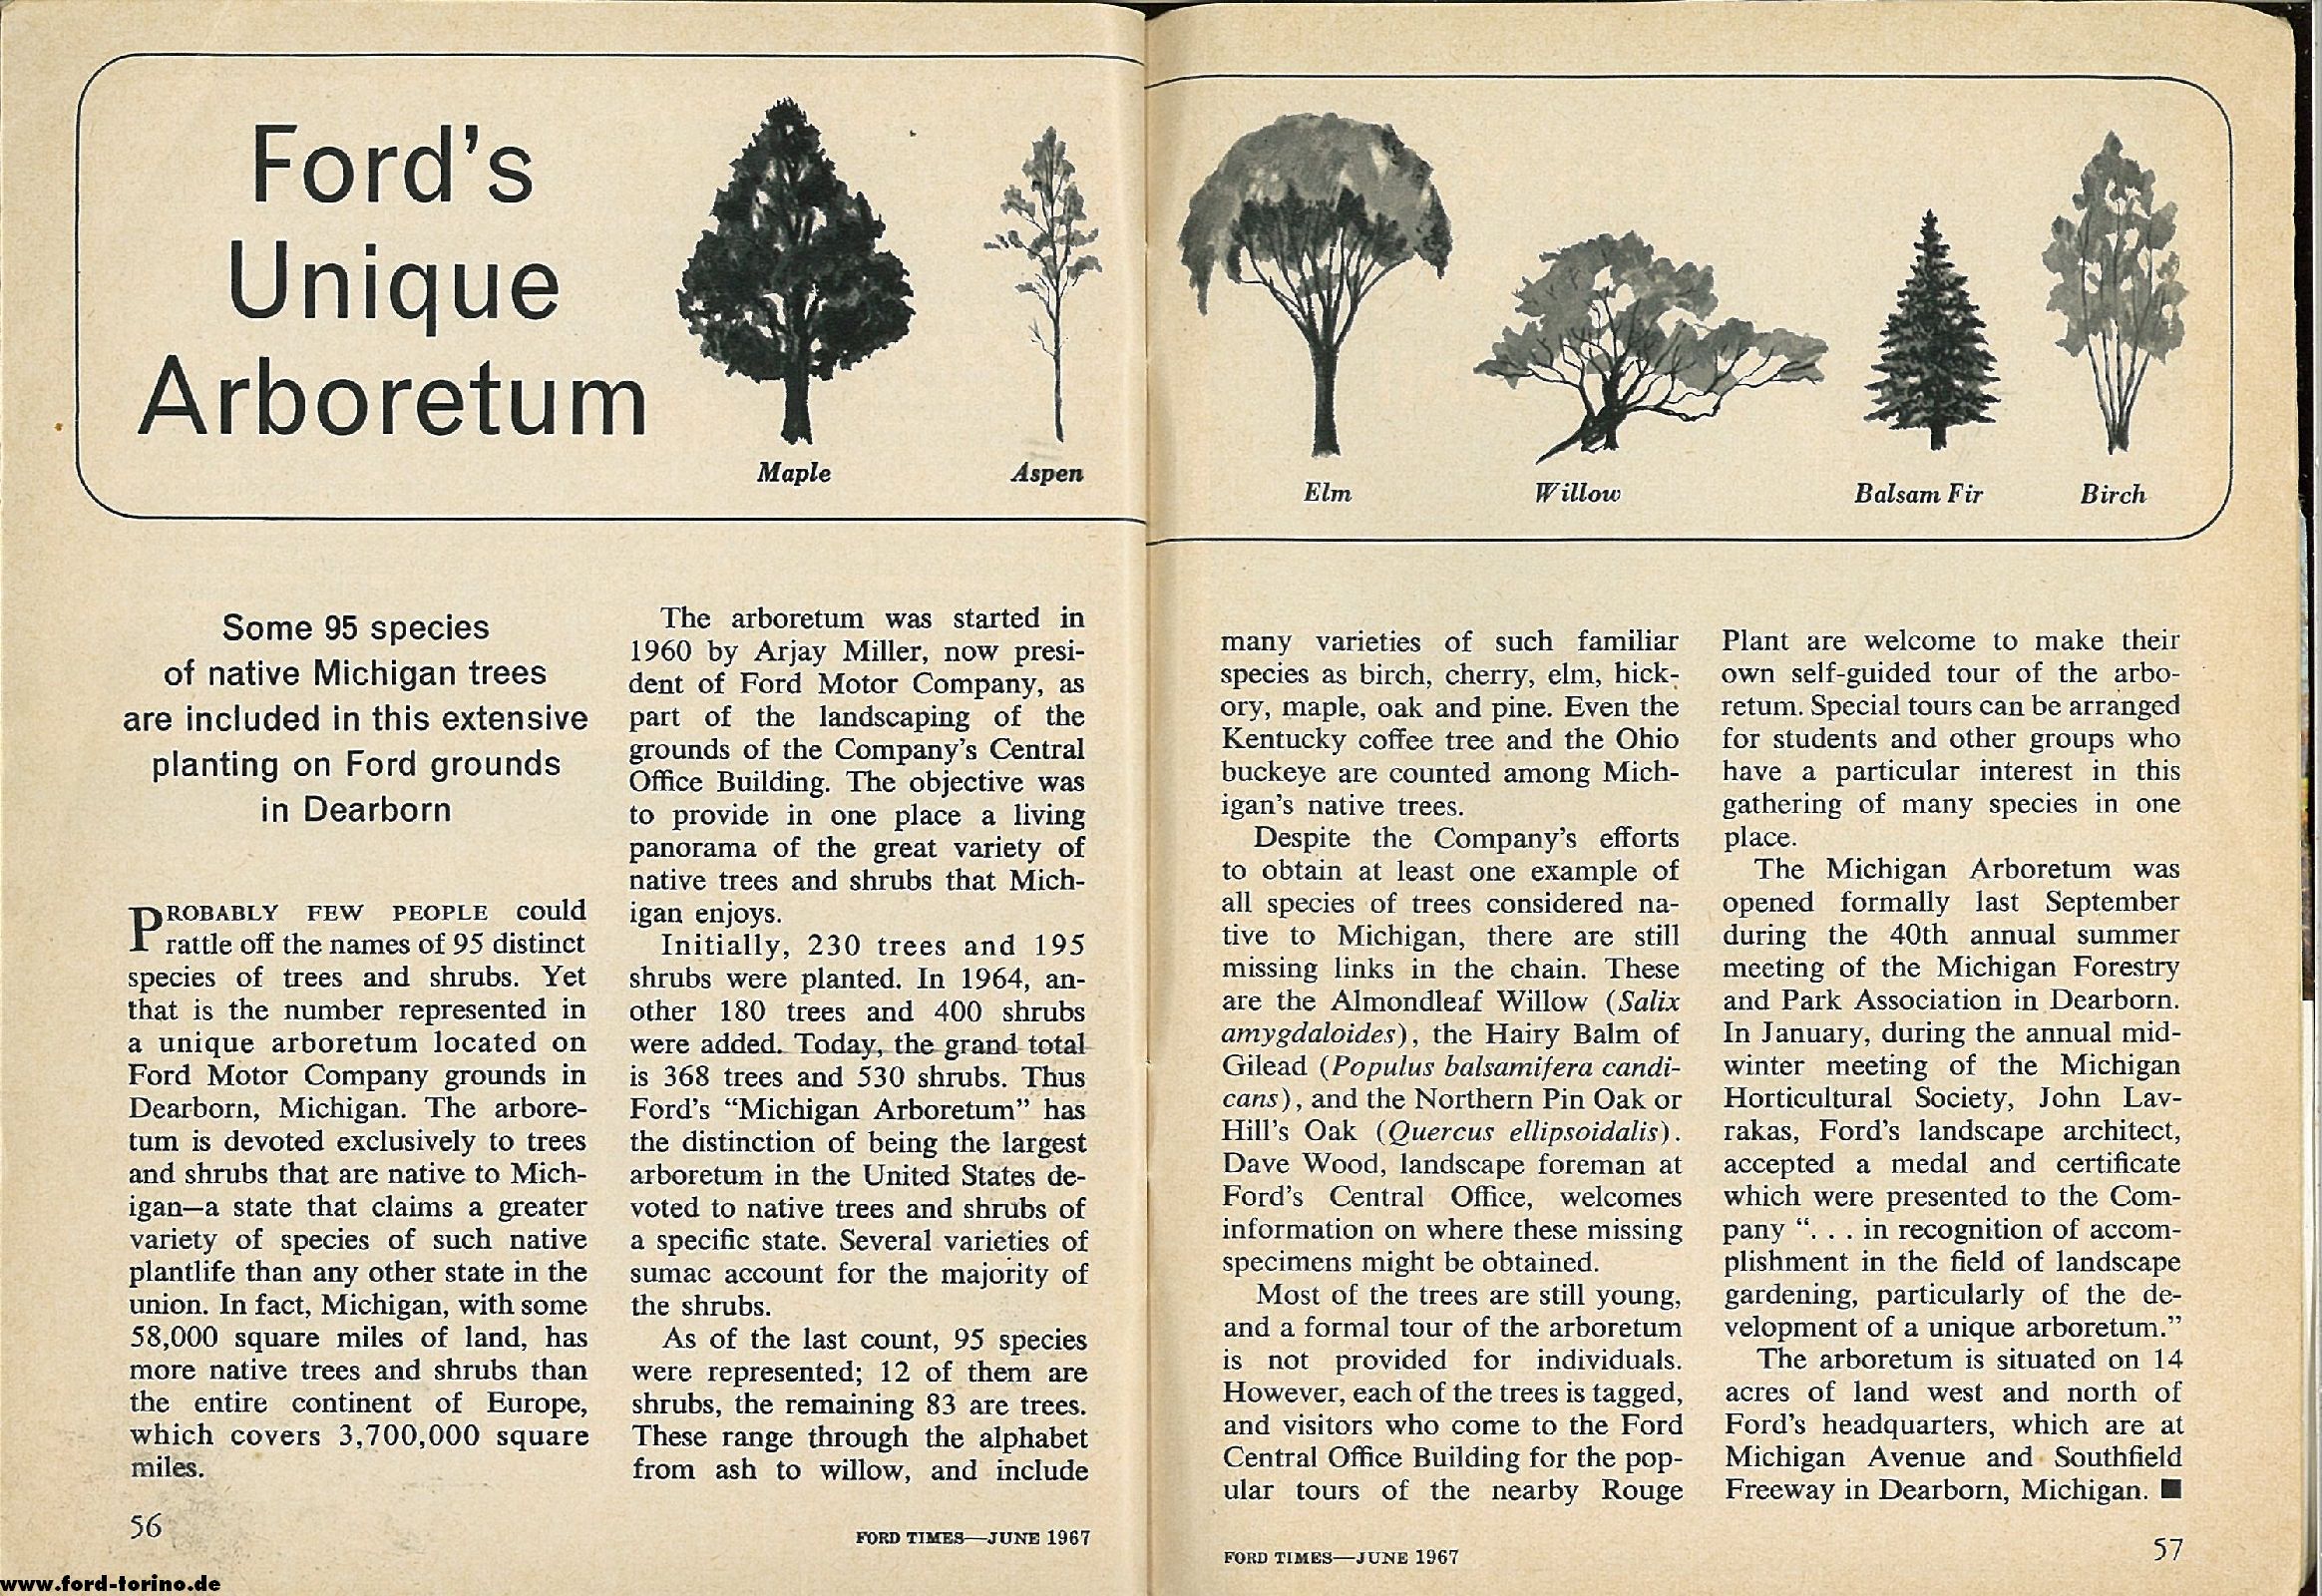 Ford's
Unique
Arboretum
Maple
Aspen
Elm
Willow
Balsam Fir
Birch
Some 95 species
of native Michigan trees
are included in this extensive
planting on Ford grounds
in Dearborn
PROBABLY FEW PEOPLE could
rattle off the names of 95 distinct
species of trees and shrubs. Yet
that is the number represented in
a unique arboretum located on
Ford Motor Company grounds in
Dearborn, Michigan. The arbore-
tum is devoted exclusively to trees
and shrubs that are native to Mich-
igan—a state that claims a greater
variety of species of such native
plantlife than any other state in the
union. In fact, Michigan, with some
58,000 square miles of land, has
more native trees and shrubs than
the entire continent of Europe,
which covers 3,700,000 square
miles.
The arboretum was started in
1960 by Arjay Miller, now presi-
dent of Ford Motor Company, as
part of the landscaping of the
grounds of the Company's Central
Office Building. The objective was
to provide in one place a living
panorama of the great variety of
native trees and shrubs that Mich-
igan enjoys.
Initially, 230 trees and 195
shrubs were planted. In 1964, an-
other 180 trees and 400 shrubs
were added. Today, the grand total
is 368 trees and 530 shrubs. Thus
Ford's “Michigan Arboretum” has
the distinction of being the largest
arboretum in the United States de-
voted to native trees and shrubs of
a specific state. Several varieties of
sumac account for the majority of
the shrubs.
As of the last count, 95 species
were represented; 12 of them are
shrubs, the remaining 83 are trees.
These range through the alphabet
from ash to willow, and include
56
FORD TIMES—JUNE 1967
many varieties of such familiar
species as birch, cherry, elm, hick-
ory, maple, oak and pine. Even the
Kentucky coffee tree and the Ohio
buckeye are counted among Mich-
igan's native trees.
Despite the Company's efforts
to obtain at least one example of
all species of trees considered na-
tive to Michigan, there are still
missing links in the chain. These
are the Almondleaf Willow (Salix
amygdaloides), the Hairy Balm of
Gilead (Populus balsamifera candi-
cans), and the Northern Pin Oak or
Hill's Oak (Quercus ellipsoidalis).
Dave Wood, landscape foreman at
Ford's Central Office, welcomes
information on where these missing
specimens might be obtained.
Most of the trees are still young,
and a formal tour of the arboretum
is not provided for individuals.
However, each of the trees is tagged,
and visitors who come to the Ford
Central Office Building for the pop-
ular tours of the nearby Rouge
Plant are welcome to make their
own self-guided tour of the arbo-
retum. Special tours can be arranged
for students and other groups who
have a particular interest in this
gathering of many species in one
place.
The Michigan Arboretum was
opened formally last September
during the 40th annual summer
meeting of the Michigan Forestry
and Park Association in Dearborn.
In January, during the annual mid-
winter meeting of the Michigan
Horticultural Society, John Lav-
rakas, Ford's landscape architect,
accepted a medal and certificate
which were presented to the Com-
pany “. . . in recognition of accom-
plishment in the field of landscape
gardening, particularly of the de-
velopment of a unique arboretum.”
The arboretum is situated on 14
acres of land west and north of
Ford's headquarters, which are at
Michigan Avenue and Southfield
Freeway in Dearborn, Michigan. ■
FORD TIMES—JUNE 1967
57
www.ford-torino.de